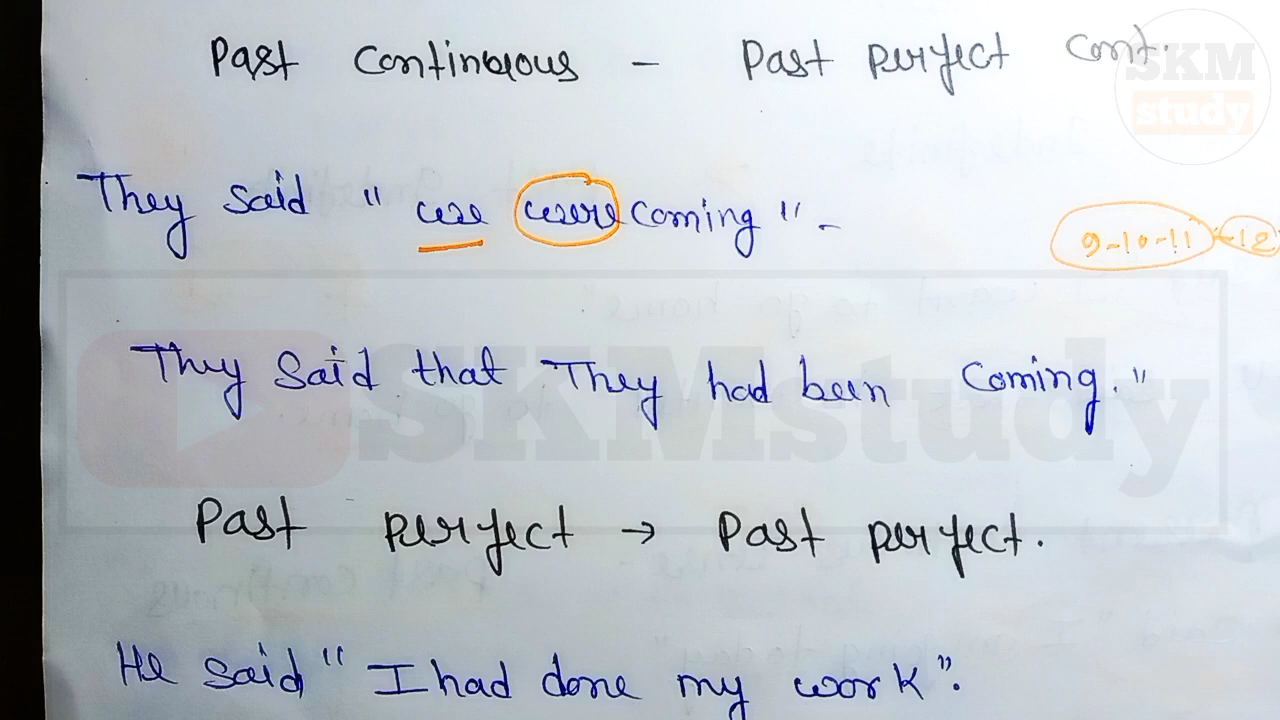 Past Continuous - Past perfect Cont.
SKM
study
They said " we were coming " -
9-10-11-12
They said that They had been Coming."
SKMstudy
Past perfect → Past perfect.
He said, " I had done my work".